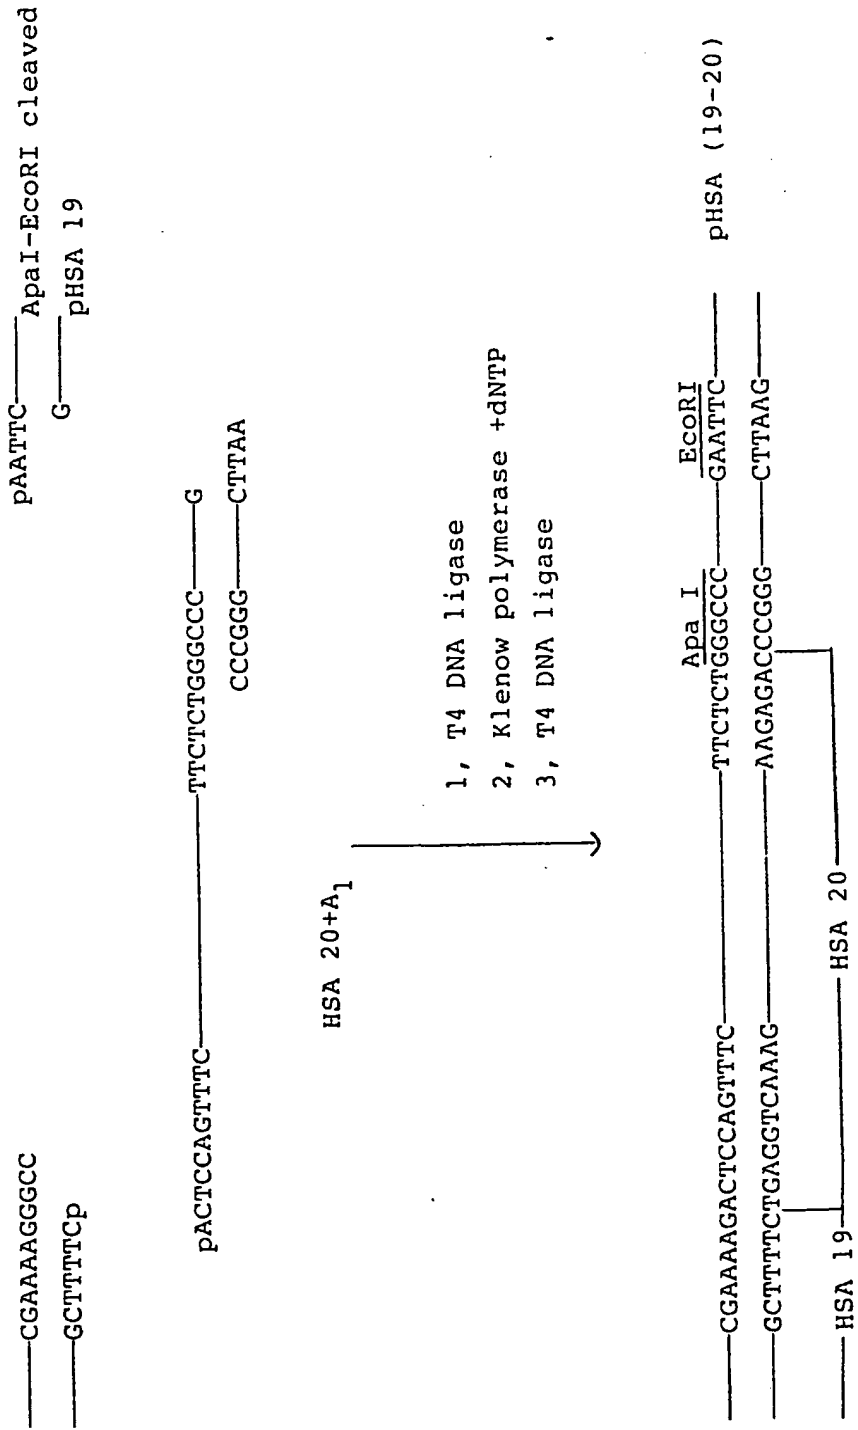 CGAAAAGGGCC pAATTC ApaI-EcoRI cleaved
GCTTTTCp G pHSA 19
pACTCCAGTTTC TTCTCTGGGCCC G
CCCGGG CTTAA
HSA 20+A1
1, T4 DNA ligase
2, Klenow polymerase +dNTP
3, T4 DNA ligase
Apa I EcoRI
CGAAAAGACTCCAGTTTC TTCTCTGGGCCC GAATTC pHSA (19-20)
GCTTTTCTGAGGTCAAAG AAGAGACCCGGG CTTAAG
HSA 19 HSA 20